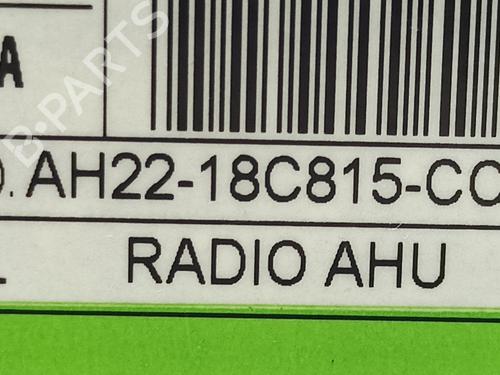 A
B-PARTS
. AH22-18C815-CC
RADIO AHU